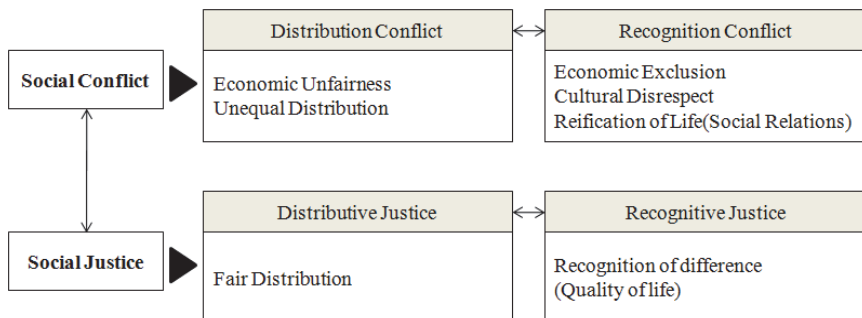 Social Conflict
Distribution Conflict
Economic Unfairness
Unequal Distribution
Recognition Conflict
Economic Exclusion
Cultural Disrespect
Reification of Life(Social Relations)
Social Justice
Distributive Justice
Fair Distribution
Recognitive Justice
Recognition of difference
(Quality of life)